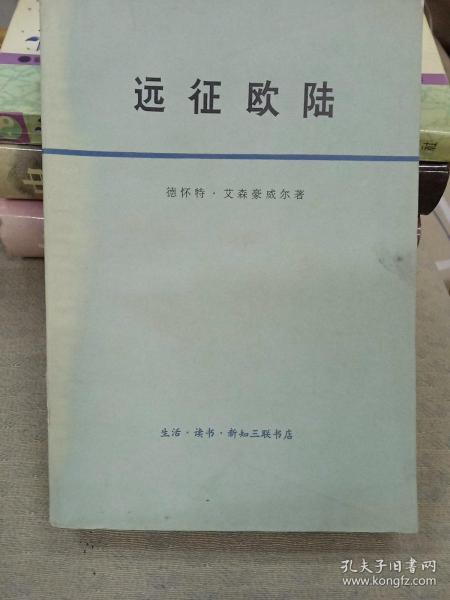 远征欧陆
德怀特·艾森豪威尔著
生活·读书·新知三联书店
社
孔夫子旧书网
www.kongfz.com